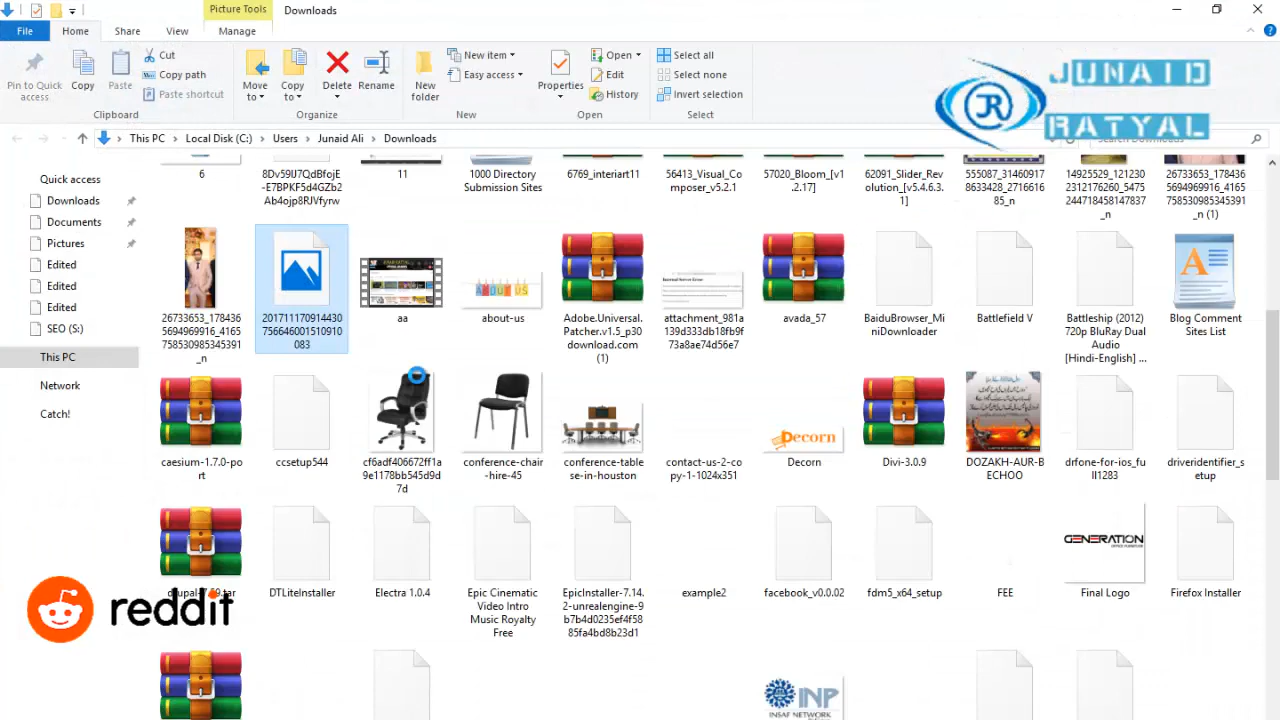 Picture Tools
Downloads
File
Home
Share
View
Manage
Pin to Quick access
Copy
Paste
Cut
Copy path
Paste shortcut
Clipboard
Move to
Copy to
Delete
Rename
Organize
New folder
New item
Easy access
New
Properties
Open
Edit
History
Open
Select all
Select none
Invert selection
Select
JUNAID
RATYAL
JR
This PC
Local Disk (C:)
Users
Junaid Ali
Downloads
Search Downloads
Quick access
Downloads
Documents
Pictures
Edited
Edited
Edited
SEO (S:)
This PC
Network
Catch!
6
11
1000 Directory
Submission Sites
6769_interiart11
56413_Visual_Co
mposer_v5.2.1
57020_Bloom_[v1
.2.17]
62091_Slider_Rev
olution_[v5.4.6.3.
1]
555087_31460917
8633428_2716616
85_n
14925529_121230
2312176260_5475
244718458147837
_n
26733653_178436
5694969916_4165
758530985345391
_n (1)
26733653_178436
5694969916_4165
758530985345391
_n
201711170914430
756646001510910
083
aa
about-us
Adobe.Universal.
Patcher.v1.5_p30
download.com
(1)
attachment_981a
139d333db18fb9f
73a8ae74d56e7
avada_57
BaiduBrowser_Mi
niDownloader
Battlefield V
Battleship (2012)
720p BluRay Dual
Audio
[Hindi-English] ...
Blog Comment
Sites List
caesium-1.7.0-po
rt
ccsetup544
cf6adf406672ff1a
9e1178bb545d9d
7d
conference-chair
-hire-45
conference-table
se-in-houston
contact-us-2-co
py-1-1024x351
Decorn
Decorn
Divi-3.0.9
DOZAKH-AUR-B
ECHOO
drfone-for-ios_fu
ll1283
driveridentifier_s
etup
DTLiteInstaller
Electra 1.0.4
Epic Cinematic
Video Intro
Music Royalty
Free
EpicInstaller-7.14.
2-unrealengine-9
b7b4d0235ef4f58
85fa4bd8b23d1
example2
facebook_v0.0.02
fdm5_x64_setup
FEE
GENERATION
Final Logo
Firefox Installer
reddit
INP
INSAF NETWORK